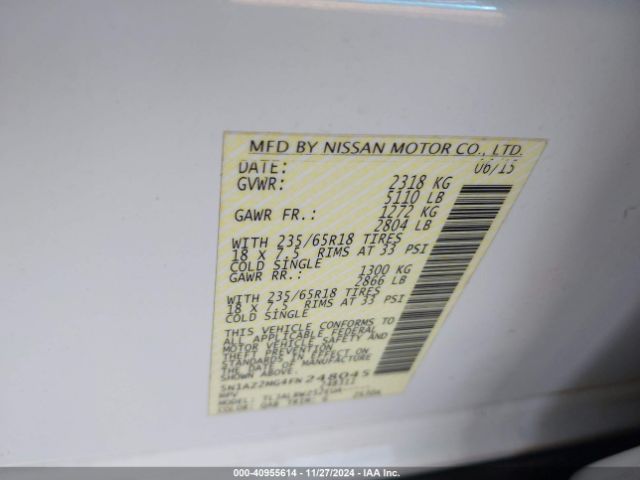 MFD BY NISSAN MOTOR CO., LTD.
DATE: 06/15
GVWR: 2318 KG
5110 LB
GAWR FR.: 1272 KG
2804 LB
WITH 235/65R18 TIRES
18 X 7.5 RIMS AT 33 PSI
COLD SINGLE
GAWR RR.: 1300 KG
2866 LB
WITH 235/65R18 TIRES
18 X 7.5 RIMS AT 33 PSI
COLD SINGLE
THIS VEHICLE CONFORMS TO
ALL APPLICABLE FEDERAL
MOTOR VEHICLE SAFETY AND
THEFT PREVENTION
STANDARDS IN EFFECT ON
THE DATE OF MANUFACTURE
SHOWN ABOVE.
5N1AZ2MG4FN248045
MPV
MODEL:
COLOR: QAB TRIM: G
000-40955614 - 11/27/2024 - IAA Inc.